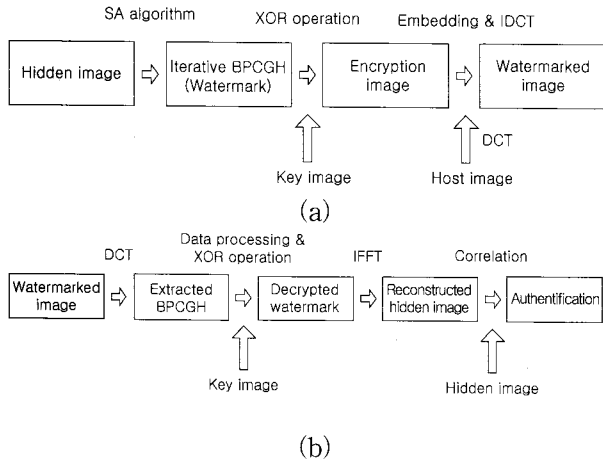 SA algorithm
XOR operation
Embedding & IDCT
Hidden image
Iterative BPCGH
(Watermark)
Encryption
image
Watermarked
image
DCT
Key image
Host image
(a)
DCT
Data processing &
XOR operation
IFFT
Correlation
Watermarked
image
Extracted
BPCGH
Decrypted
watermark
Reconstructed
hidden image
Authentification
Key image
Hidden image
(b)